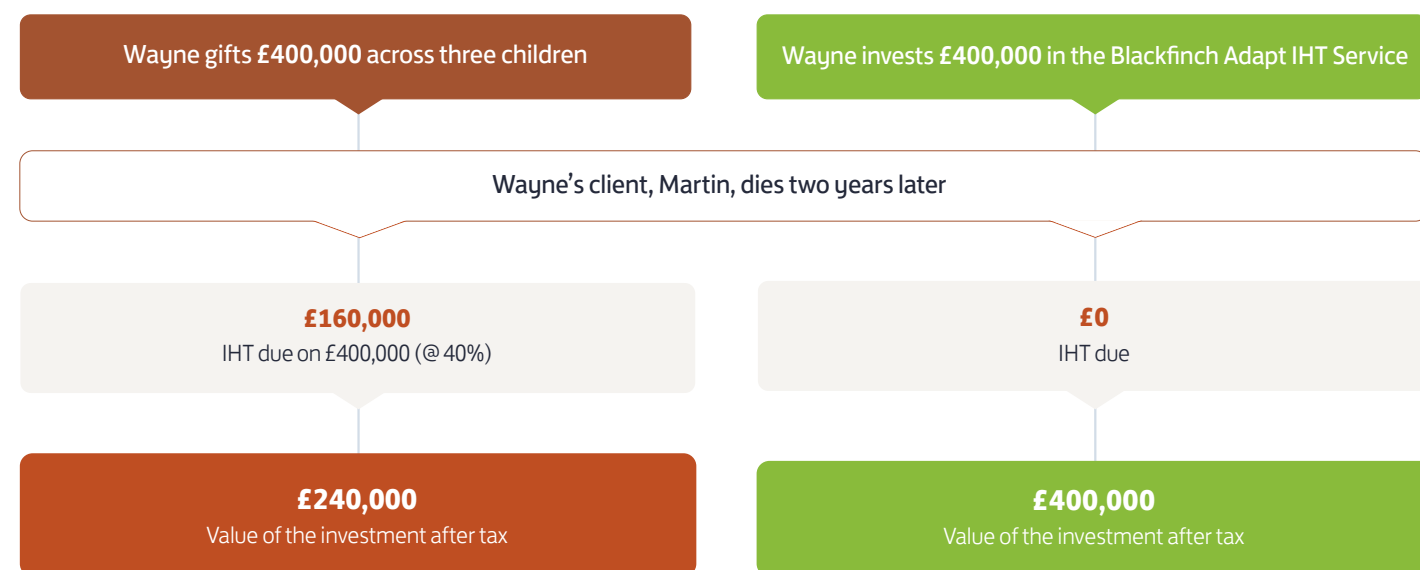 Wayne gifts £400,000 across three children
Wayne invests £400,000 in the Blackfinch Adapt IHT Service
Wayne’s client, Martin, dies two years later
£160,000
IHT due on £400,000 (@ 40%)
£0
IHT due
£240,000
Value of the investment after tax
£400,000
Value of the investment after tax